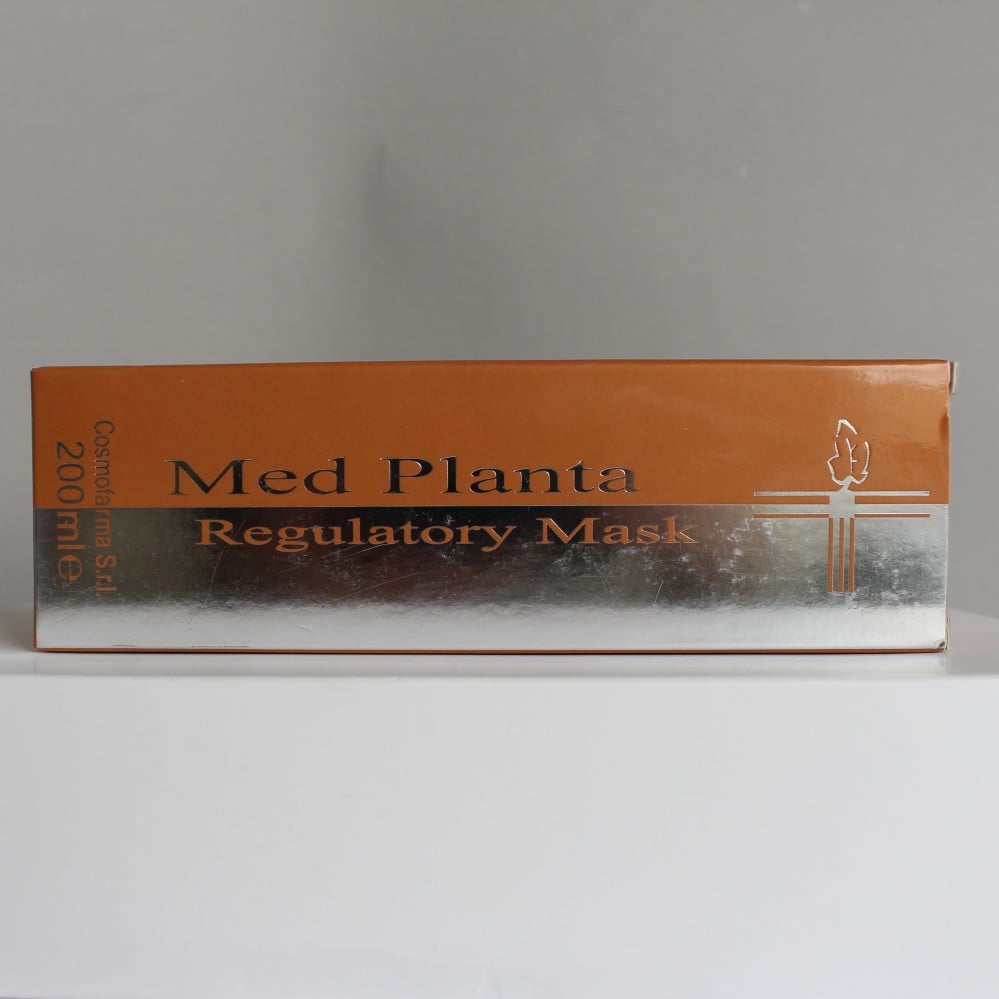 Med Planta
Regulatory Mask
Cosmofarma S.r.l
200ml℮